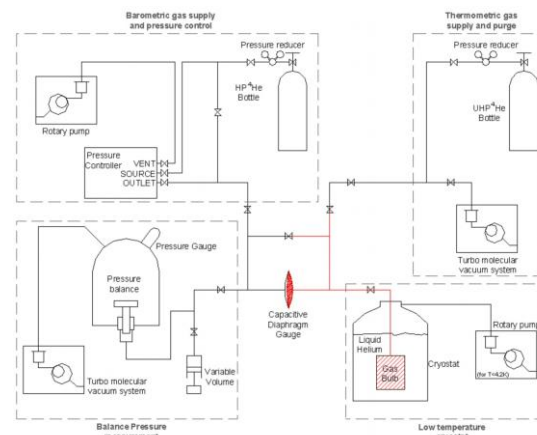 Barometric gas supply
and pressure control
Thermometric gas
supply and purge
Pressure reducer
HP ⁴He
Bottle
Rotary pump
Pressure
Controller
VENT
SOURCE
OUTLET
Pressure reducer
UHP ⁴He
Bottle
Turbo molecular
vacuum system
Pressure Gauge
Pressure
balance
Turbo molecular
vacuum system
Variable
Volume
Capacitive
Diaphragm
Gauge
Liquid
Helium
Gas
Bulb
Cryostat
Rotary pump
(for T<4,2K)
Balance Pressure
Low temperature